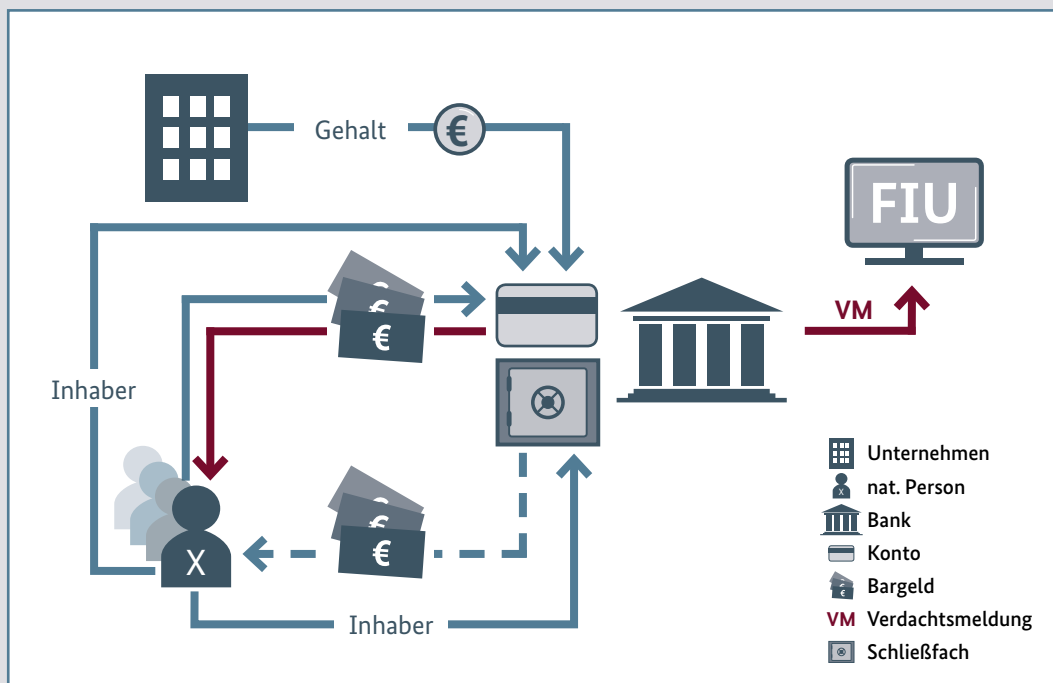 Gehalt
€
FIU
€
€
€
VM
Inhaber
€
€
€
X
Inhaber
Unternehmen
X
nat. Person
Bank
Konto
€
€
Bargeld
VM Verdachtsmeldung
Schließfach